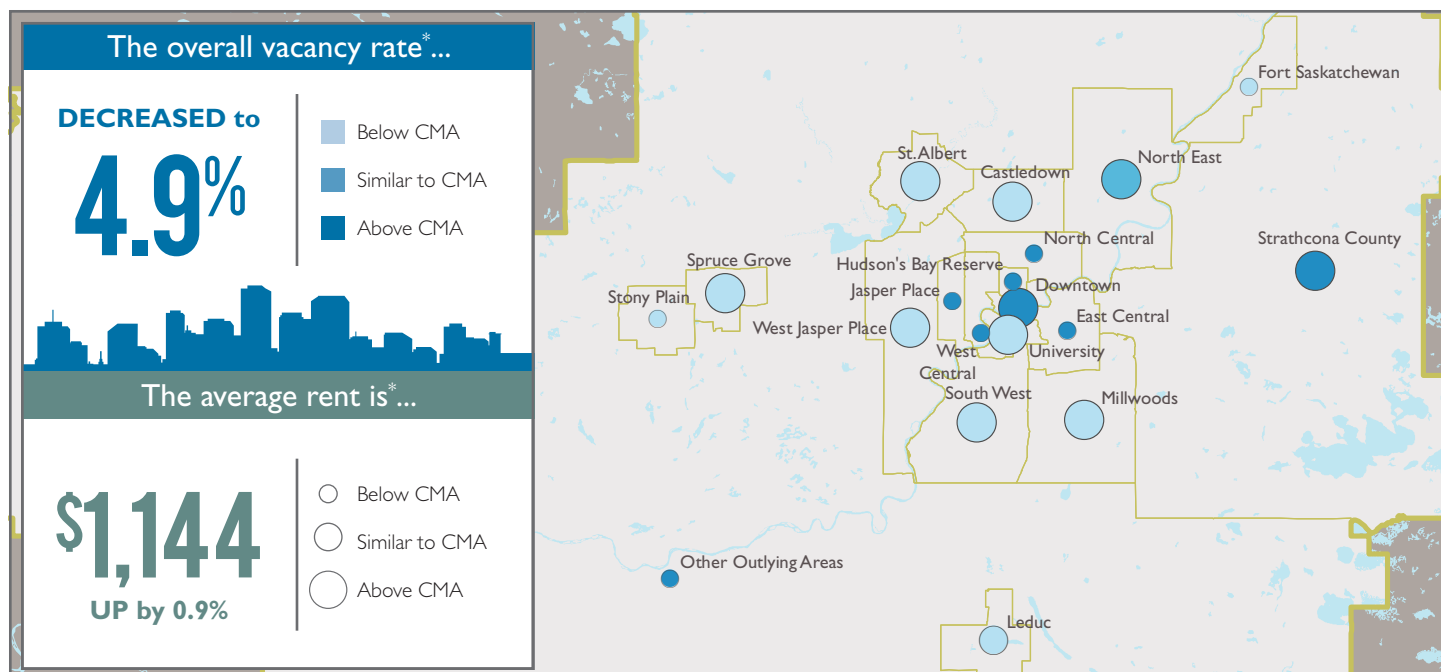 The overall vacancy rate*...
DECREASED to
4.9%
Below CMA
Similar to CMA
Above CMA
The average rent is*...
$1,144
UP by 0.9%
Below CMA
Similar to CMA
Above CMA
Fort Saskatchewan
St. Albert
North East
Castledown
North Central
Strathcona County
Spruce Grove
Hudson's Bay Reserve
Stony Plain
Jasper Place
Downtown
West Jasper Place
East Central
West
Central
University
South West
Millwoods
Other Outlying Areas
Leduc